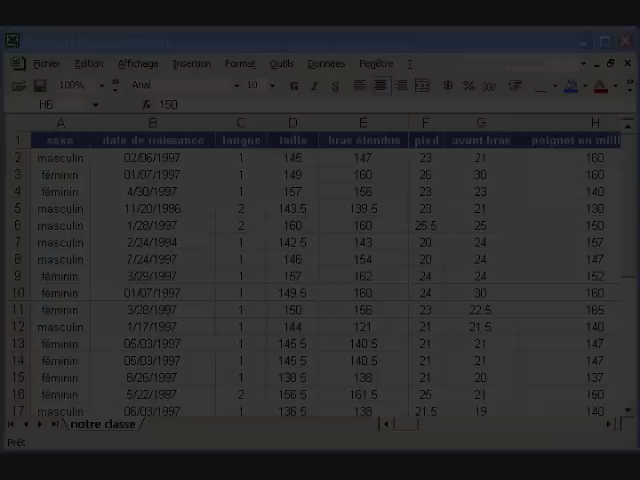 Fichier Edition Affichage Insertion Format Outils Données Fenêtre ?
100% » Arial 10 G I S % 000
H6 fx 150
A B C D E F G H
1 sexe date de naissance langue taille bras étendus pied avant bras poignet en mill
2 masculin 02/06/1997 1 145 147 23 21 160
3 féminin 01/07/1997 1 149 160 26 30 160
4 féminin 4/30/1997 1 157 156 23 23 140
5 masculin 11/20/1996 2 143.5 139.5 23 21 130
6 masculin 1/28/1997 2 160 160 25.5 25 150
7 masculin 2/24/1994 1 142.5 143 20 24 157
8 masculin 7/24/1997 1 146 154 20 24 147
9 féminin 3/29/1997 1 157 162 24 24 152
10 féminin 01/07/1997 1 149.5 160 24 30 160
11 féminin 3/28/1997 1 150 156 23 22.5 165
12 masculin 1/17/1997 1 144 121 21 21.5 140
13 féminin 05/03/1997 1 145.5 140.5 21 21 147
14 féminin 05/03/1997 1 145.5 140.5 21 21 147
15 féminin 8/26/1997 1 138.5 138 21 20 137
16 féminin 5/22/1997 2 156.5 161.5 25 21 150
17 masculin 06/03/1997 1 136.5 138 21.5 19 140
notre classe
Prêt